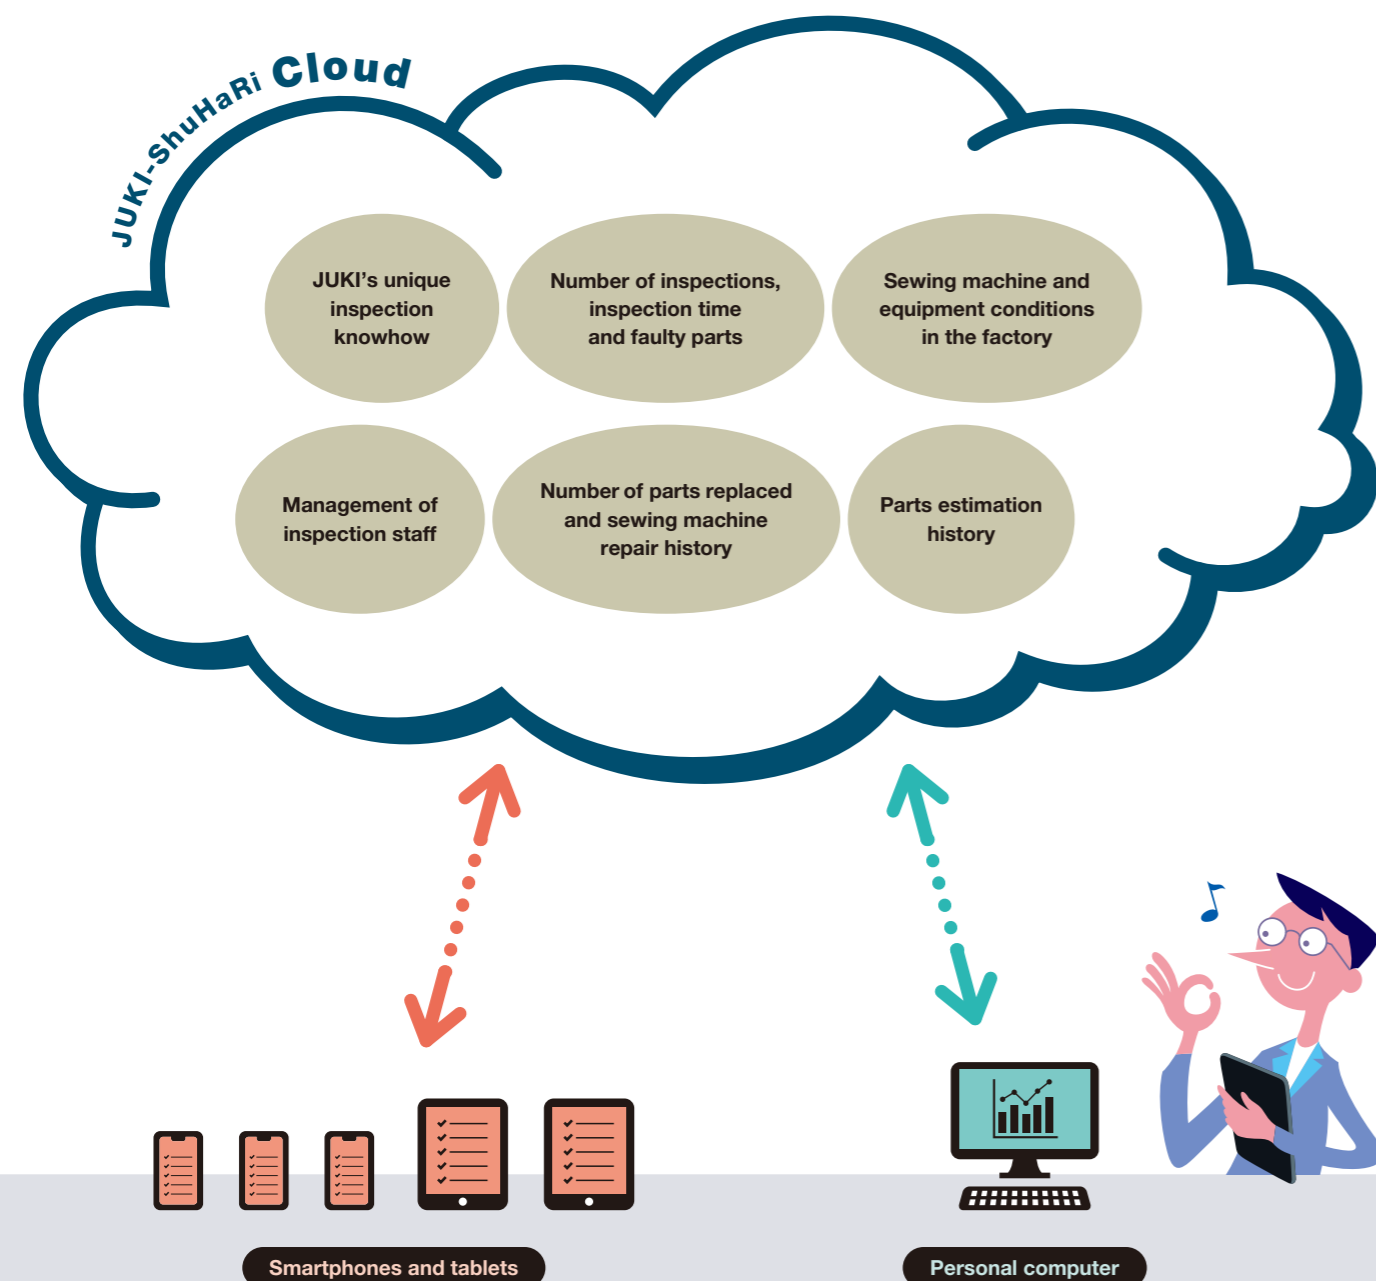 JUKI-ShuHaRi Cloud
JUKI's unique
inspection
knowhow
Number of inspections,
inspection time
and faulty parts
Sewing machine and
equipment conditions
in the factory
Management of
inspection staff
Number of parts replaced
and sewing machine
repair history
Parts estimation
history
Smartphones and tablets
Personal computer